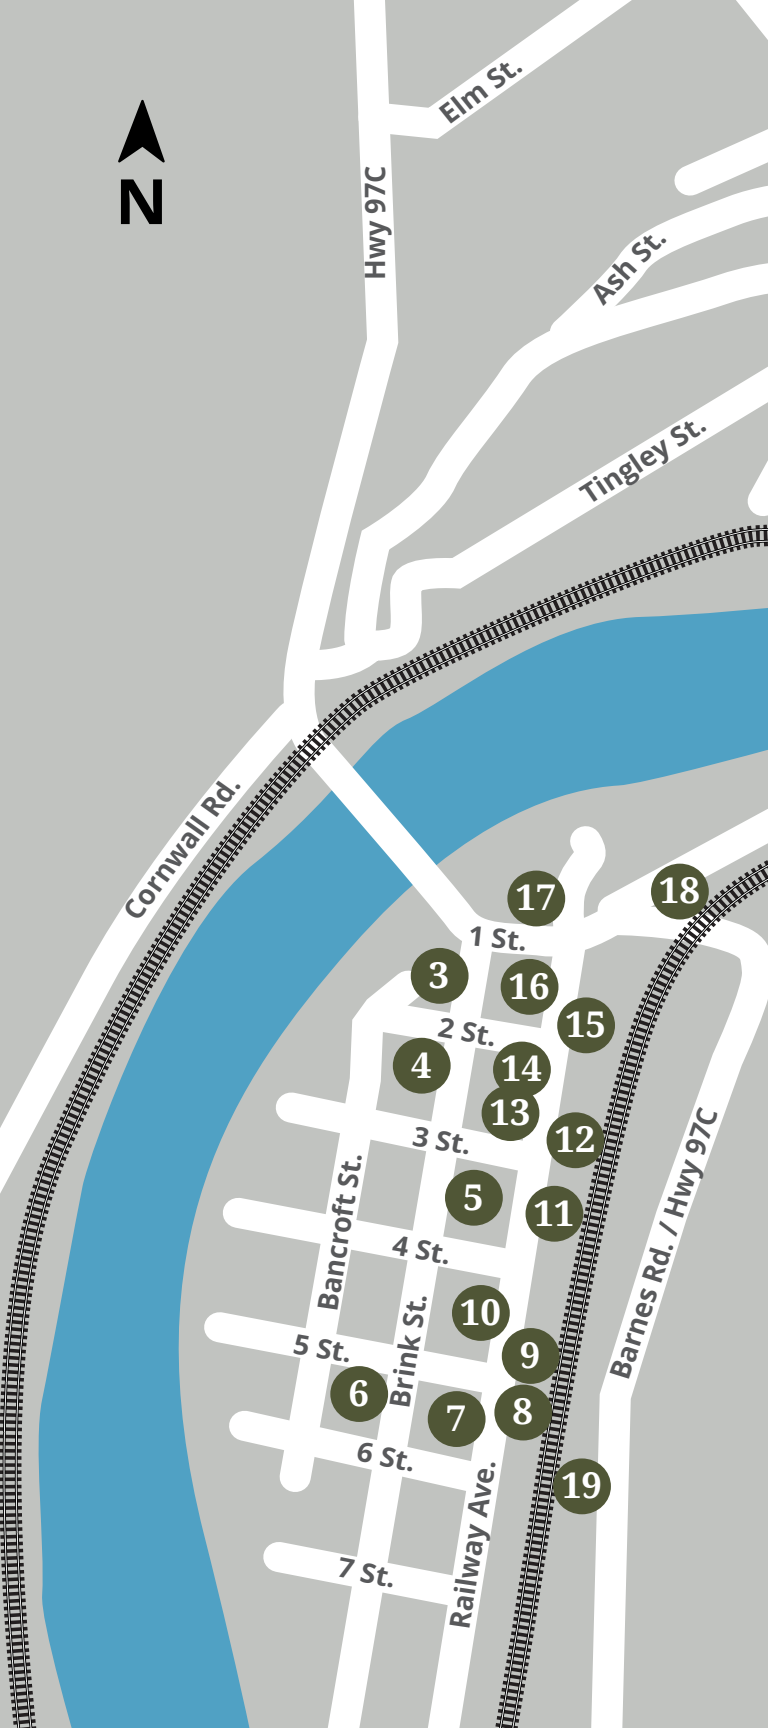 Elm St.
N
Hwy 97C
Ash St.
Tingley St.
Cornwall Rd.
17
18
1 St.
3
16
15
2 St.
4
14
13
3 St.
12
Bancroft St.
5
11
Barnes Rd. / Hwy 97C
4 St.
10
Brink St.
5 St.
9
6
7
8
6 St.
19
Railway Ave.
7 St.